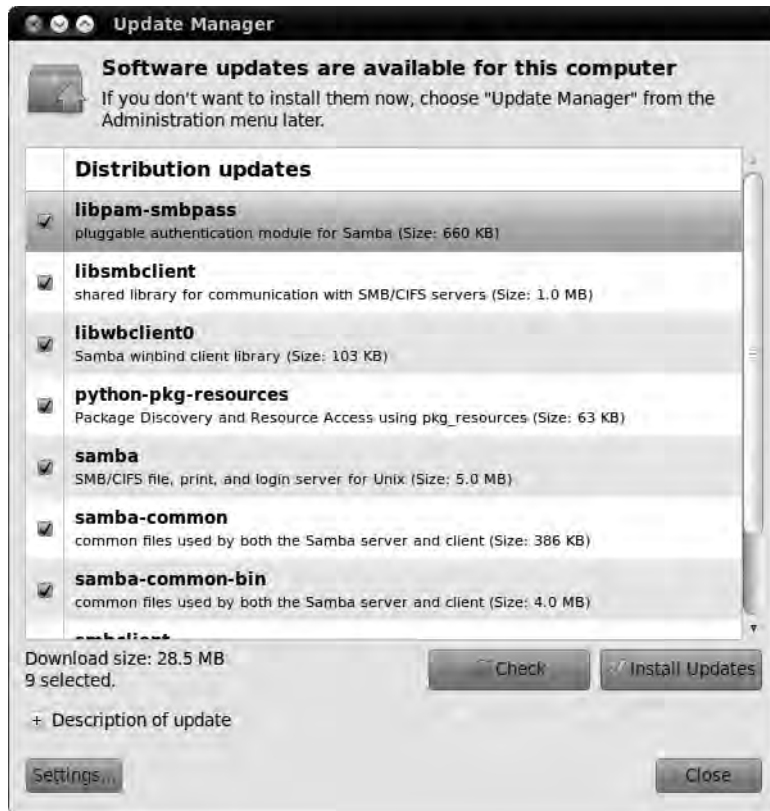 Update Manager
Software updates are available for this computer
If you don't want to install them now, choose "Update Manager" from the
Administration menu later.
Distribution updates
libpam-smbpass
pluggable authentication module for Samba (Size: 660 KB)
libsmbclient
shared library for communication with SMB/CIFS servers (Size: 1.0 MB)
libwbclient0
Samba winbind client library (Size: 103 KB)
python-pkg-resources
Package Discovery and Resource Access using pkg_resources (Size: 63 KB)
samba
SMB/CIFS file, print, and login server for Unix (Size: 5.0 MB)
samba-common
common files used by both the Samba server and client (Size: 386 KB)
samba-common-bin
common files used by both the Samba server and client (Size: 4.0 MB)
smbclient
Download size: 28.5 MB
9 selected.
Check
Install Updates
+ Description of update
Settings...
Close